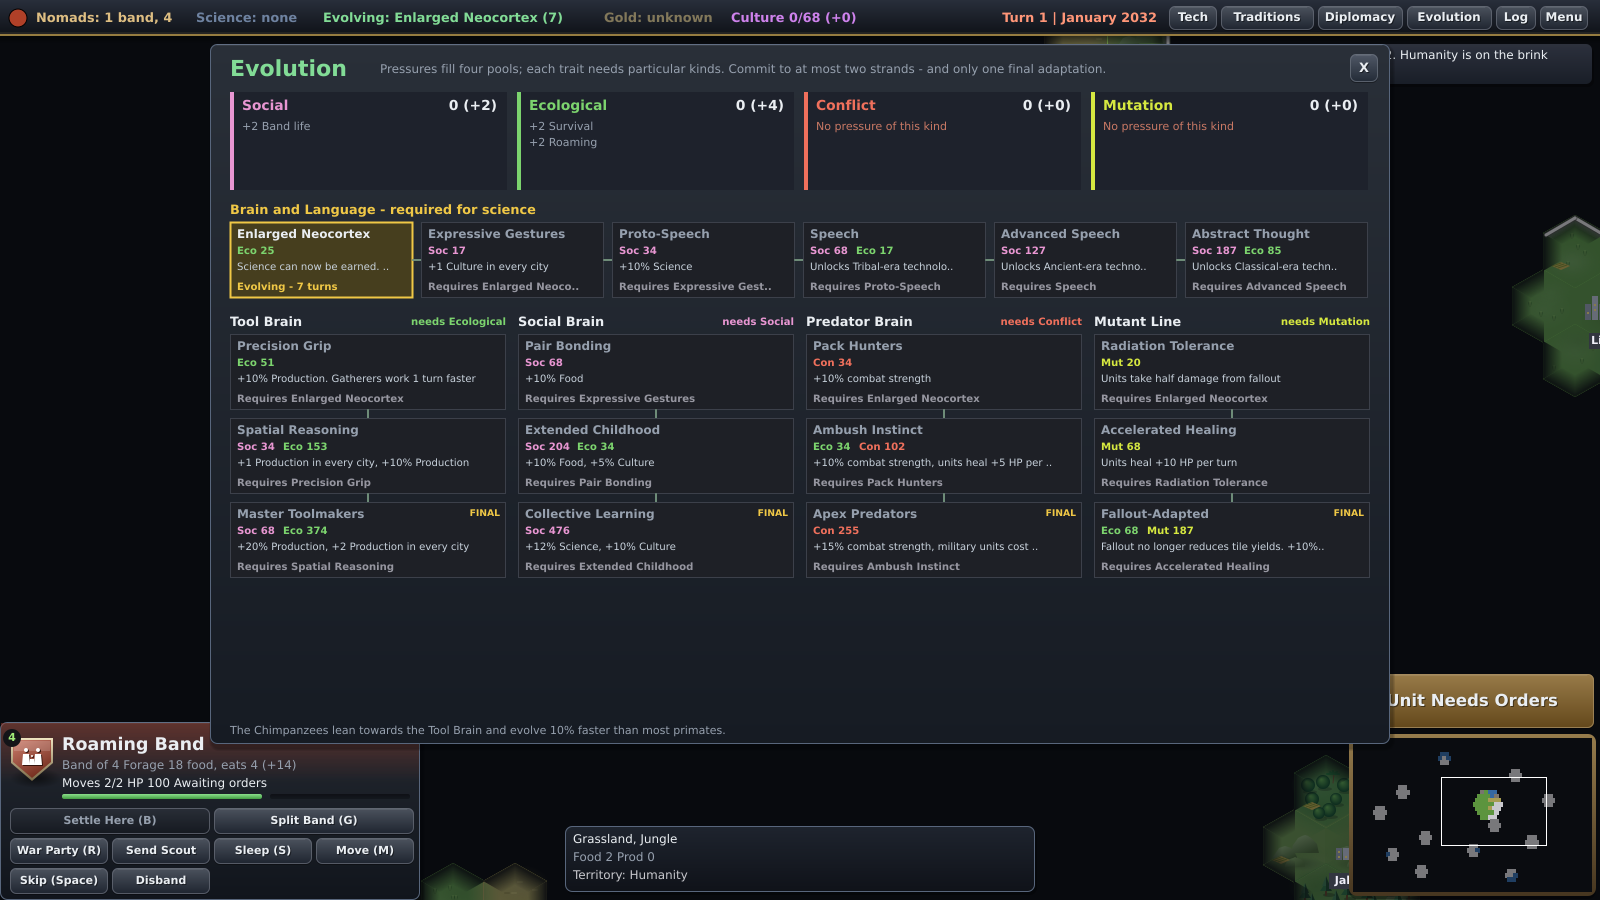 Nomads: 1 band, 4
Science: none
Evolving: Enlarged Neocortex (7)
Gold: unknown
Culture 0/68 (+0)
Turn 1 | January 2032
Tech
Traditions
Diplomacy
Evolution
Log
Menu
Evolution
Pressures fill four pools; each trait needs particular kinds. Commit to at most two strands - and only one final adaptation.
X
. Humanity is on the brink
Social
0 (+2)
+2 Band life
Ecological
0 (+4)
+2 Survival
+2 Roaming
Conflict
0 (+0)
No pressure of this kind
Mutation
0 (+0)
No pressure of this kind
Brain and Language - required for science
Enlarged Neocortex
Eco 25
Science can now be earned. ..
Evolving - 7 turns
Expressive Gestures
Soc 17
+1 Culture in every city
Requires Enlarged Neoco..
Proto-Speech
Soc 34
+10% Science
Requires Expressive Gest..
Speech
Soc 68 Eco 17
Unlocks Tribal-era technolo..
Requires Proto-Speech
Advanced Speech
Soc 127
Unlocks Ancient-era techno..
Requires Speech
Abstract Thought
Soc 187 Eco 85
Unlocks Classical-era techn..
Requires Advanced Speech
Tool Brain
needs Ecological
Precision Grip
Eco 51
+10% Production. Gatherers work 1 turn faster
Requires Enlarged Neocortex
Spatial Reasoning
Soc 34 Eco 153
+1 Production in every city, +10% Production
Requires Precision Grip
Master Toolmakers
FINAL
Soc 68 Eco 374
+20% Production, +2 Production in every city
Requires Spatial Reasoning
Social Brain
needs Social
Pair Bonding
Soc 68
+10% Food
Requires Expressive Gestures
Extended Childhood
Soc 204 Eco 34
+10% Food, +5% Culture
Requires Pair Bonding
Collective Learning
FINAL
Soc 476
+12% Science, +10% Culture
Requires Extended Childhood
Predator Brain
needs Conflict
Pack Hunters
Con 34
+10% combat strength
Requires Enlarged Neocortex
Ambush Instinct
Eco 34 Con 102
+10% combat strength, units heal +5 HP per ..
Requires Pack Hunters
Apex Predators
FINAL
Con 255
+15% combat strength, military units cost ..
Requires Ambush Instinct
Mutant Line
needs Mutation
Radiation Tolerance
Mut 20
Units take half damage from fallout
Requires Enlarged Neocortex
Accelerated Healing
Mut 68
Units heal +10 HP per turn
Requires Radiation Tolerance
Fallout-Adapted
FINAL
Eco 68 Mut 187
Fallout no longer reduces tile yields. +10%..
Requires Accelerated Healing
The Chimpanzees lean towards the Tool Brain and evolve 10% faster than most primates.
Unit Needs Orders
4
Roaming Band
Band of 4 Forage 18 food, eats 4 (+14)
Moves 2/2 HP 100 Awaiting orders
Settle Here (B)
Split Band (G)
War Party (R)
Send Scout
Sleep (S)
Move (M)
Skip (Space)
Disband
Grassland, Jungle
Food 2 Prod 0
Territory: Humanity